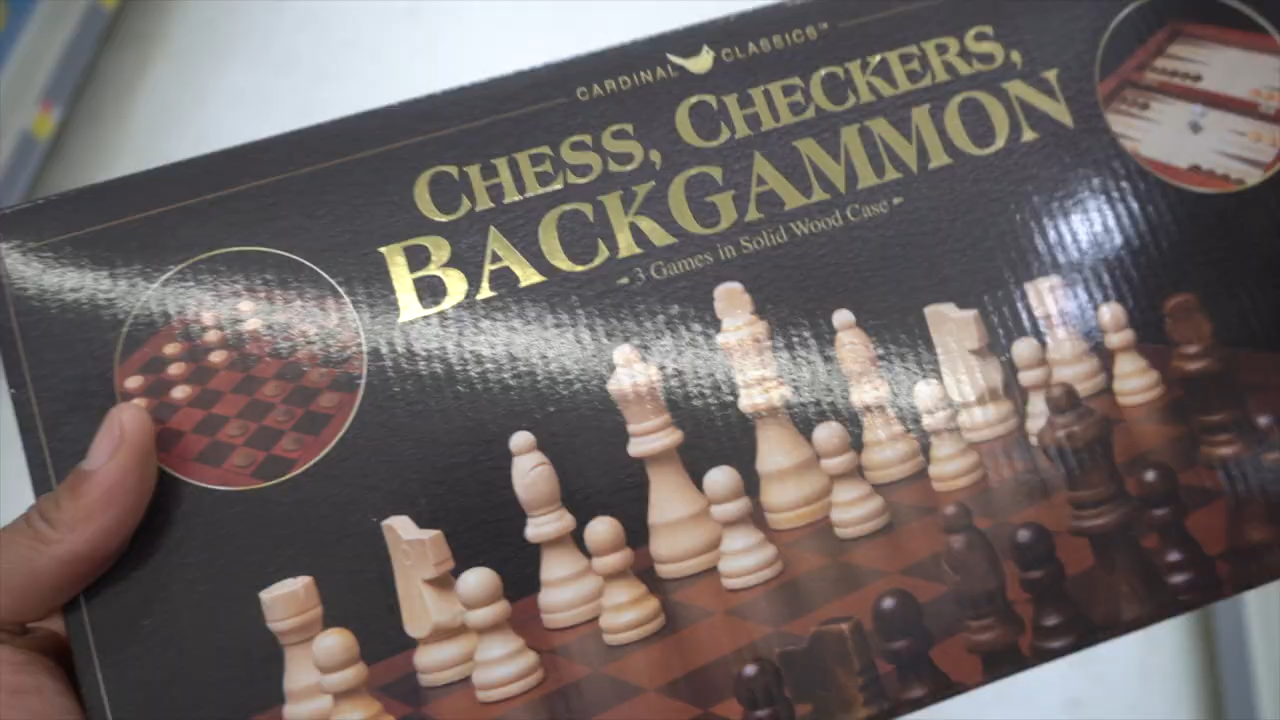 CARDINAL CLASSICS™
CHESS, CHECKERS,
BACKGAMMON
3 Games in Solid Wood Case